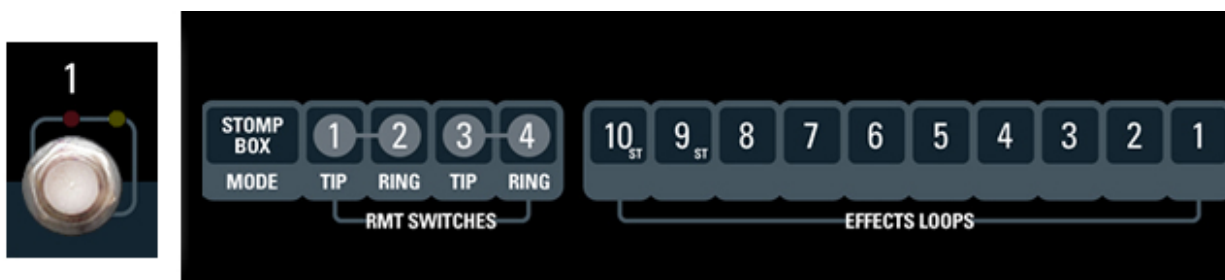 1
STOMP
BOX
1 2 3 4
10 ST 9 ST 8 7 6 5 4 3 2 1
MODE TIP RING TIP RING
RMT SWITCHES
EFFECTS LOOPS